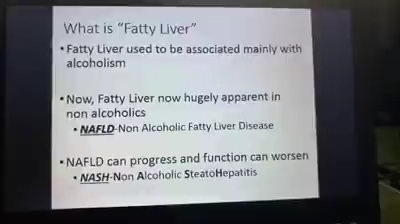 What is "Fatty Liver"
• Fatty Liver used to be associated mainly with
alcoholism
• Now, Fatty Liver now hugely apparent in
non alcoholics
• NAFLD-Non Alcoholic Fatty Liver Disease
• NAFLD can progress and function can worsen
• NASH-Non Alcoholic SteatoHepatitis